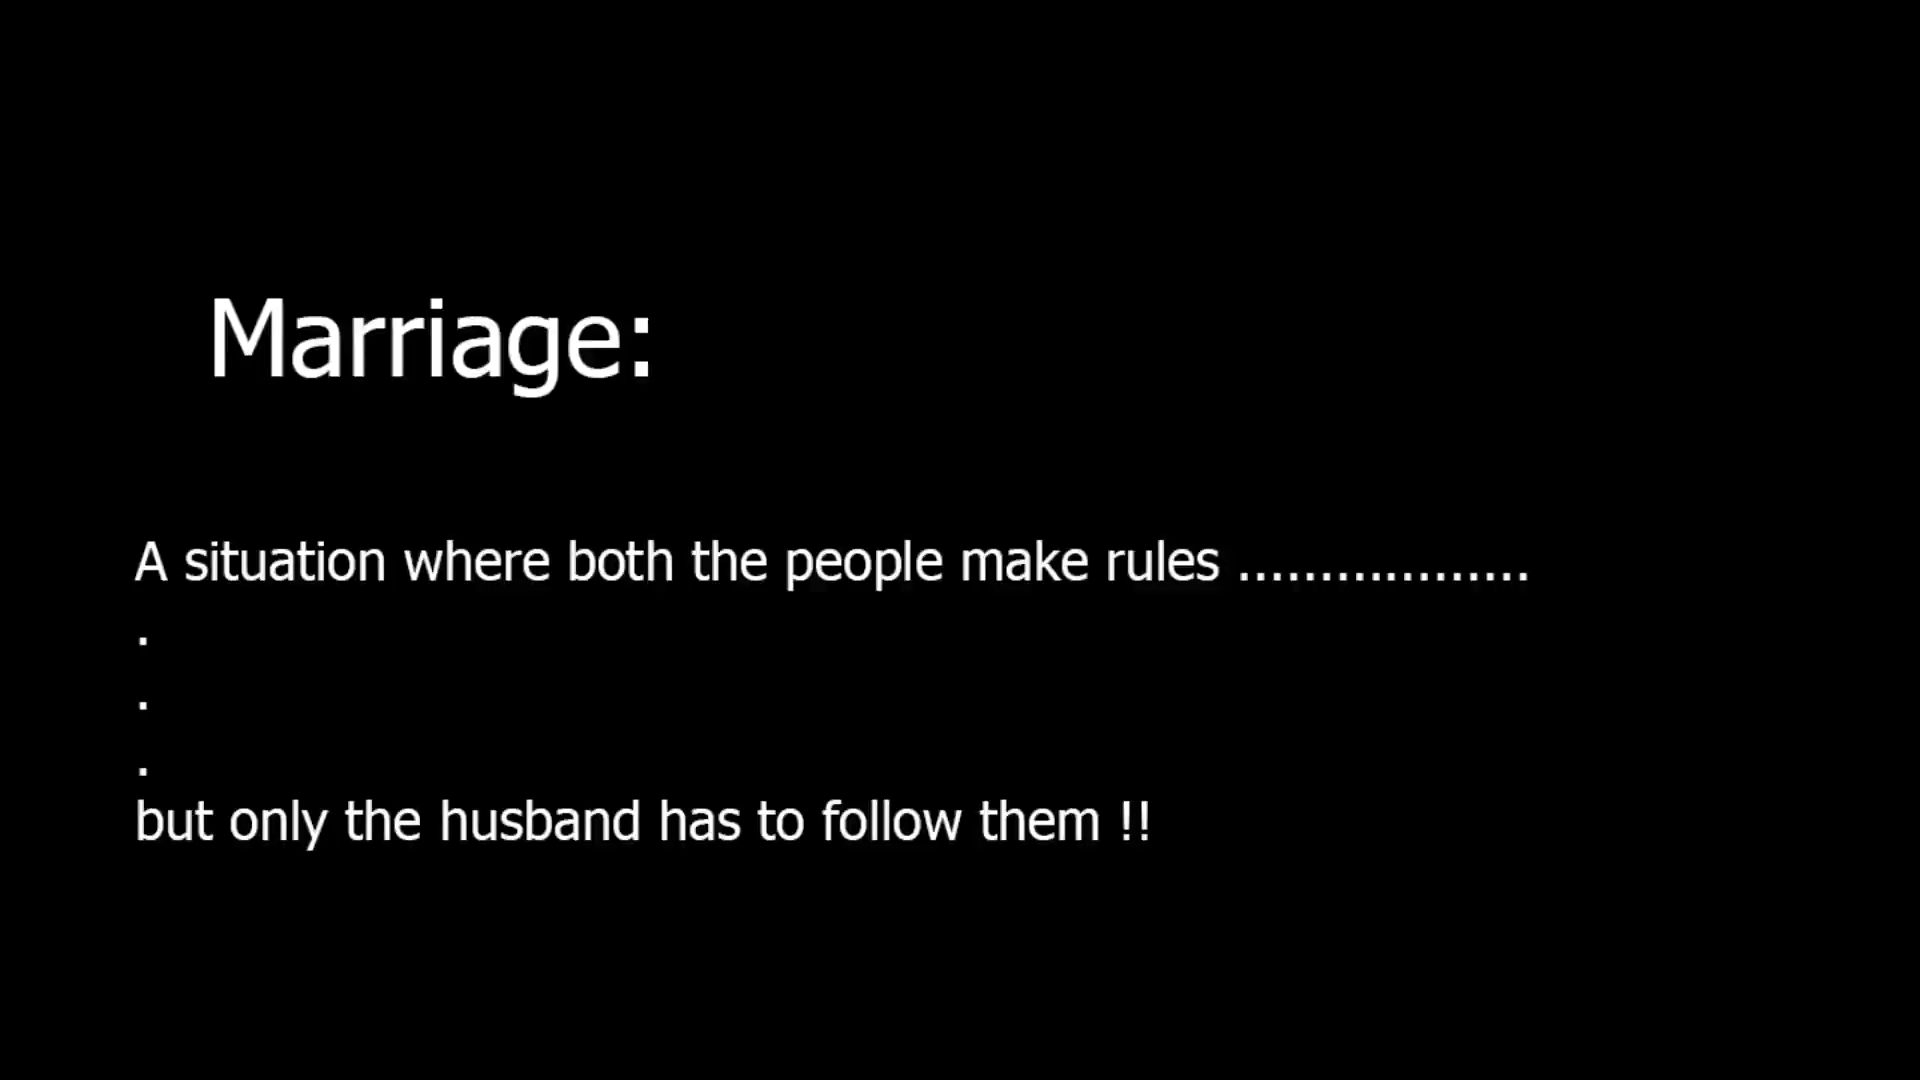 Marriage:
A situation where both the people make rules ..................
.
.
.
but only the husband has to follow them !!